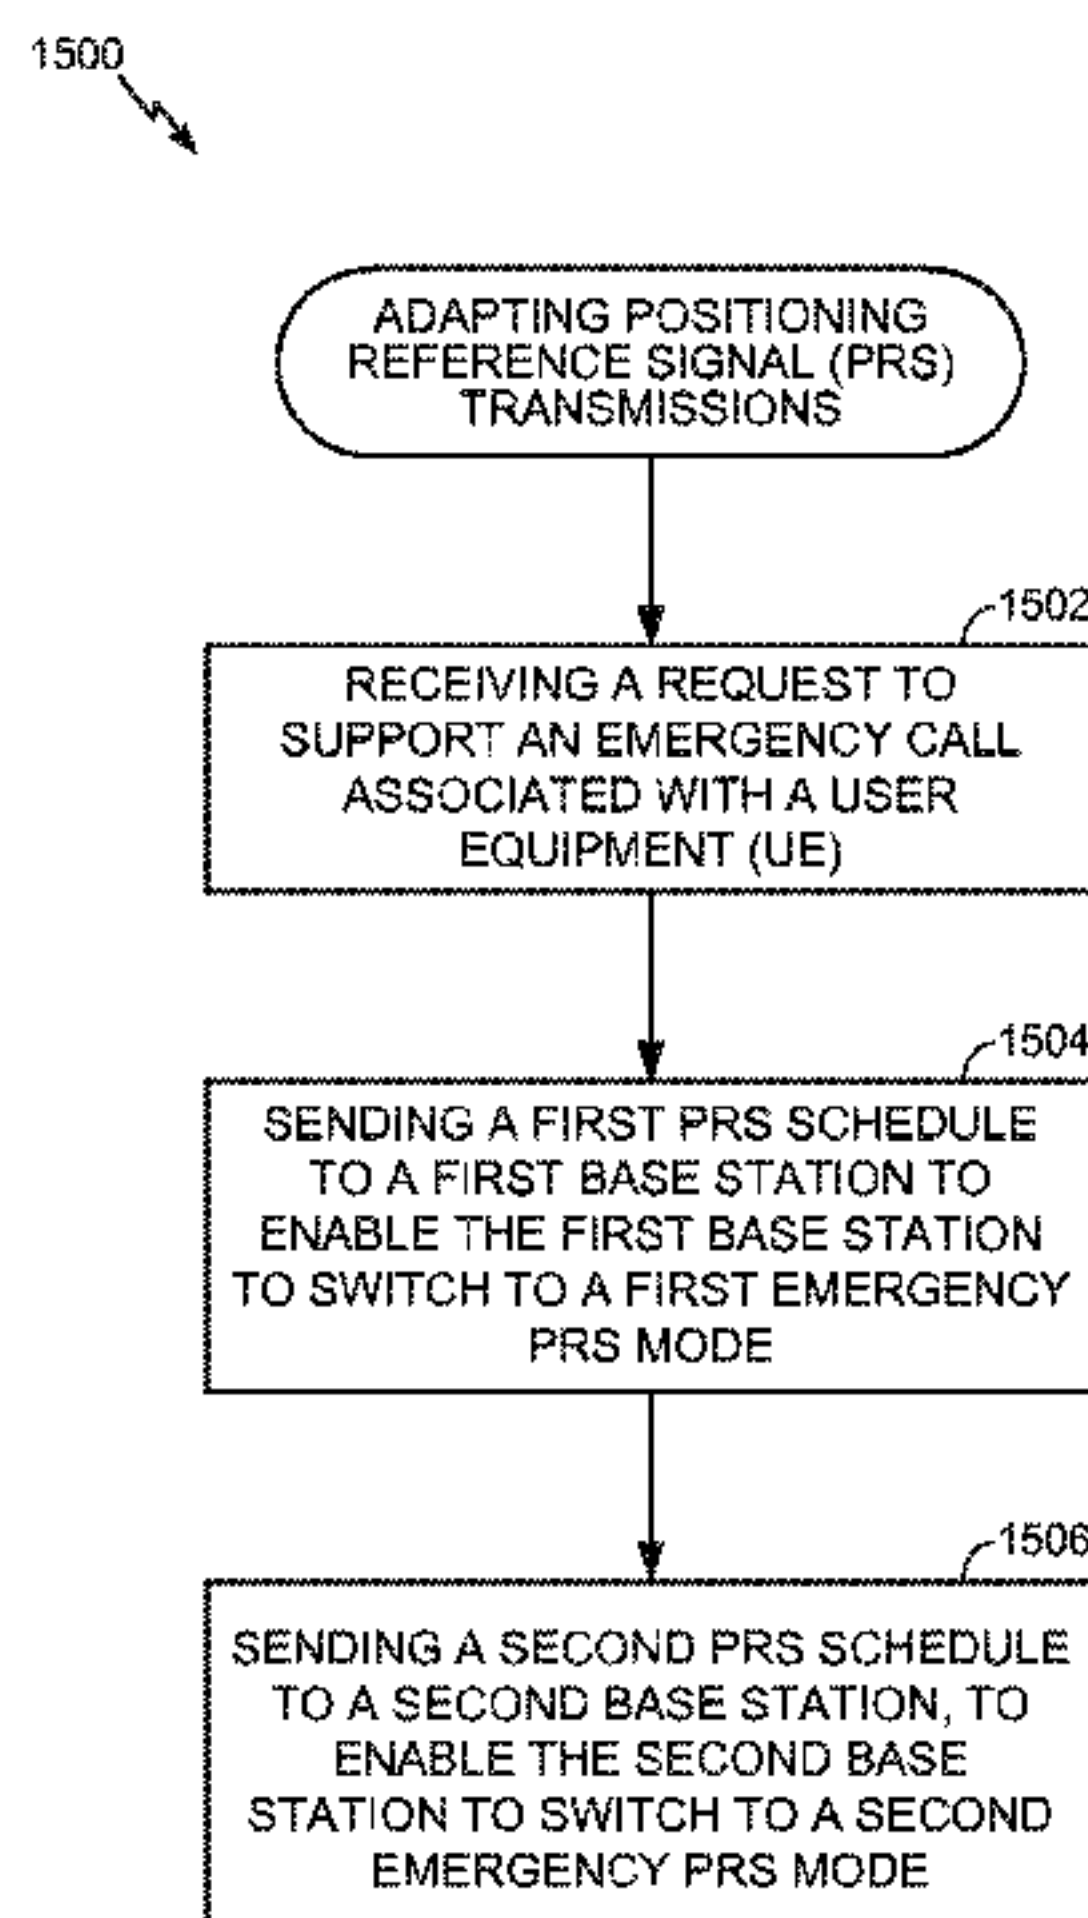 1500
ADAPTING POSITIONING
REFERENCE SIGNAL (PRS)
TRANSMISSIONS
1502
RECEIVING A REQUEST TO
SUPPORT AN EMERGENCY CALL
ASSOCIATED WITH A USER
EQUIPMENT (UE)
1504
SENDING A FIRST PRS SCHEDULE
TO A FIRST BASE STATION TO
ENABLE THE FIRST BASE STATION
TO SWITCH TO A FIRST EMERGENCY
PRS MODE
1506
SENDING A SECOND PRS SCHEDULE
TO A SECOND BASE STATION, TO
ENABLE THE SECOND BASE
STATION TO SWITCH TO A SECOND
EMERGENCY PRS MODE